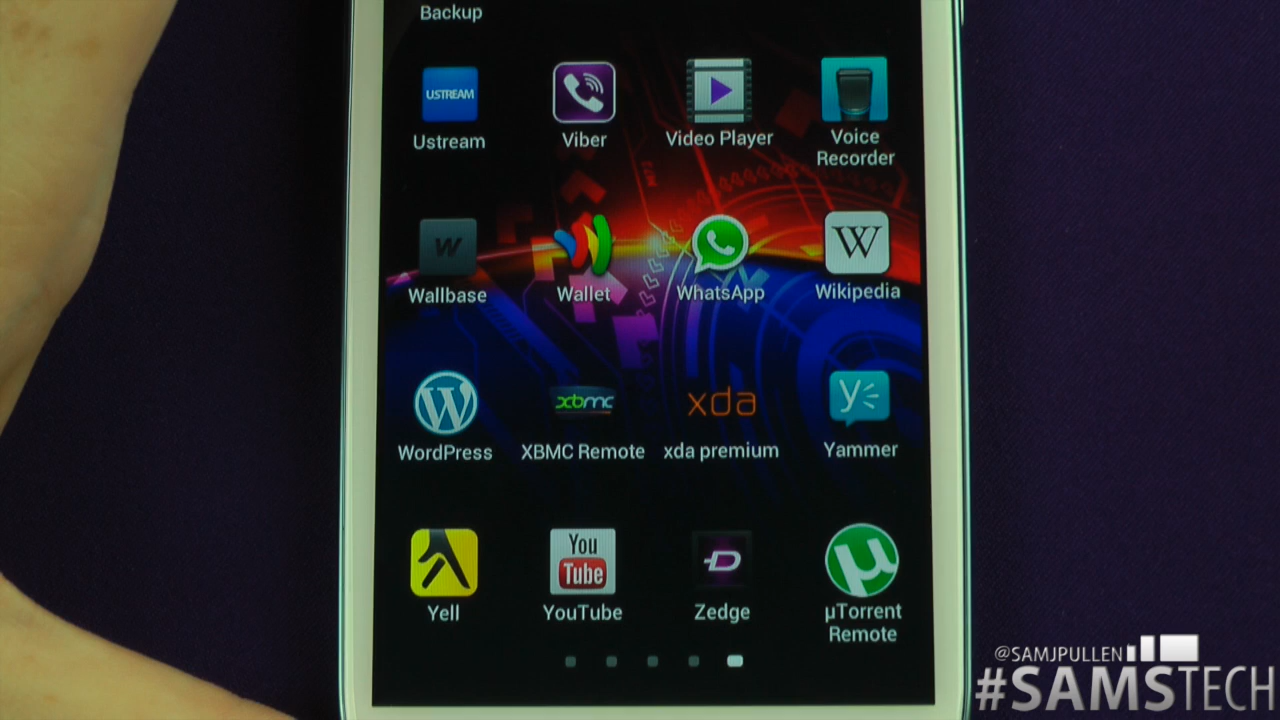 Backup
USTREAM
Ustream
Viber
Video Player
Voice
Recorder
W
Wallbase
Wallet
WhatsApp
W
Wikipedia
W
WordPress
xbmc
XBMC Remote
xda
xda premium
y
Yammer
Yell
You
Tube
YouTube
Zedge
µ
µTorrent
Remote
@SAMJPULLEN
#SAMSTECH